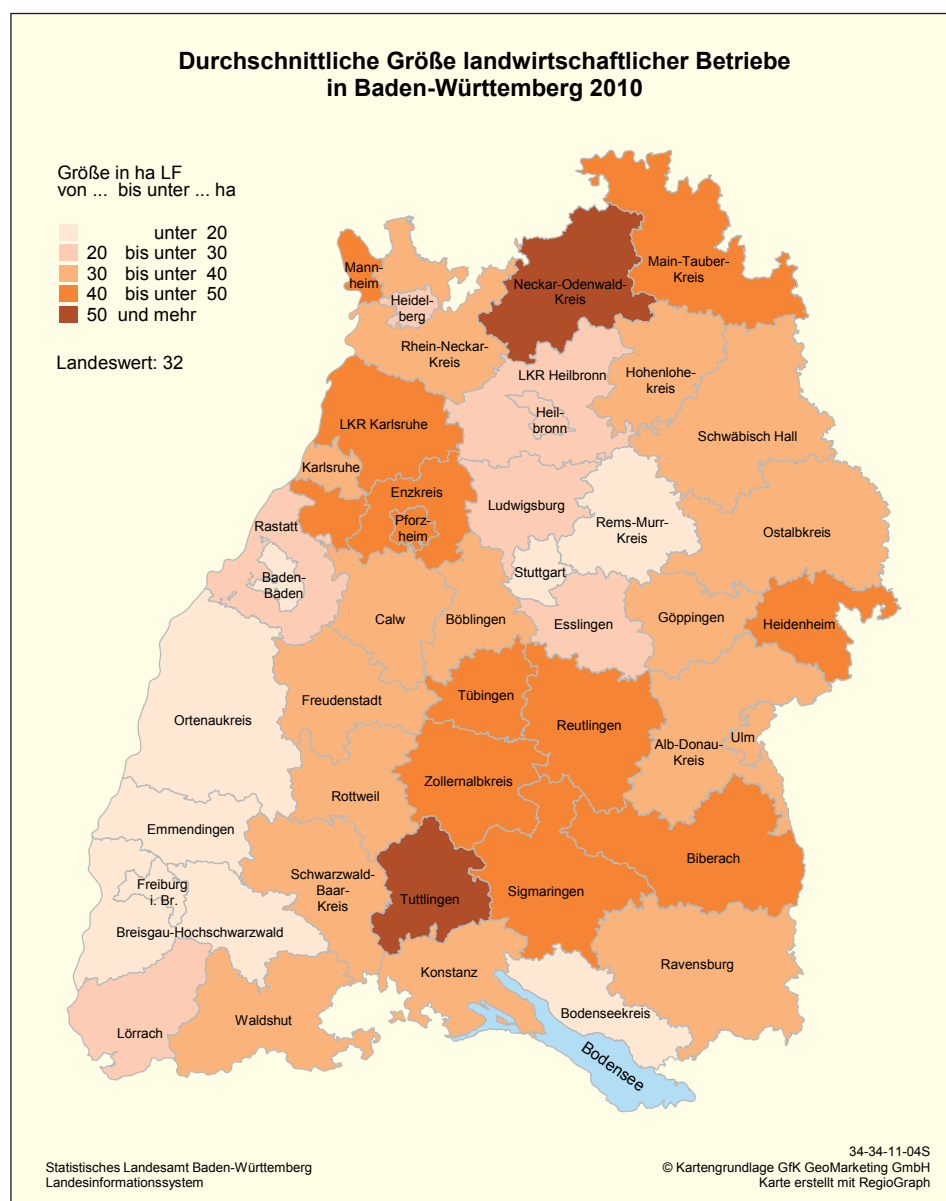 Durchschnittliche Größe landwirtschaftlicher Betriebe
in Baden-Württemberg 2010
Größe in ha LF
von ... bis unter ... ha
unter 20
20 bis unter 30
30 bis unter 40
40 bis unter 50
50 und mehr
Landeswert: 32
Mann-
heim
Heidel-
berg
Rhein-Neckar-
Kreis
Neckar-Odenwald-
Kreis
Main-Tauber-
Kreis
LKR Heilbronn
Heil-
bronn
Hohenlohe-
kreis
Schwäbisch Hall
LKR Karlsruhe
Karlsruhe
Enzkreis
Pforz-
heim
Ludwigsburg
Rems-Murr-
Kreis
Ostalbkreis
Rastatt
Baden-
Baden
Stuttgart
Calw
Böblingen
Esslingen
Göppingen
Heidenheim
Ortenaukreis
Freudenstadt
Tübingen
Reutlingen
Alb-Donau-
Kreis
Ulm
Rottweil
Zollernalbkreis
Emmendingen
Freiburg
i. Br.
Breisgau-Hochschwarzwald
Schwarzwald-
Baar-
Kreis
Tuttlingen
Sigmaringen
Biberach
Lörrach
Waldshut
Konstanz
Ravensburg
Bodenseekreis
Bodensee
Statistisches Landesamt Baden-Württemberg
Landesinformationssystem
34-34-11-04S
© Kartengrundlage GfK GeoMarketing GmbH
Karte erstellt mit RegioGraph